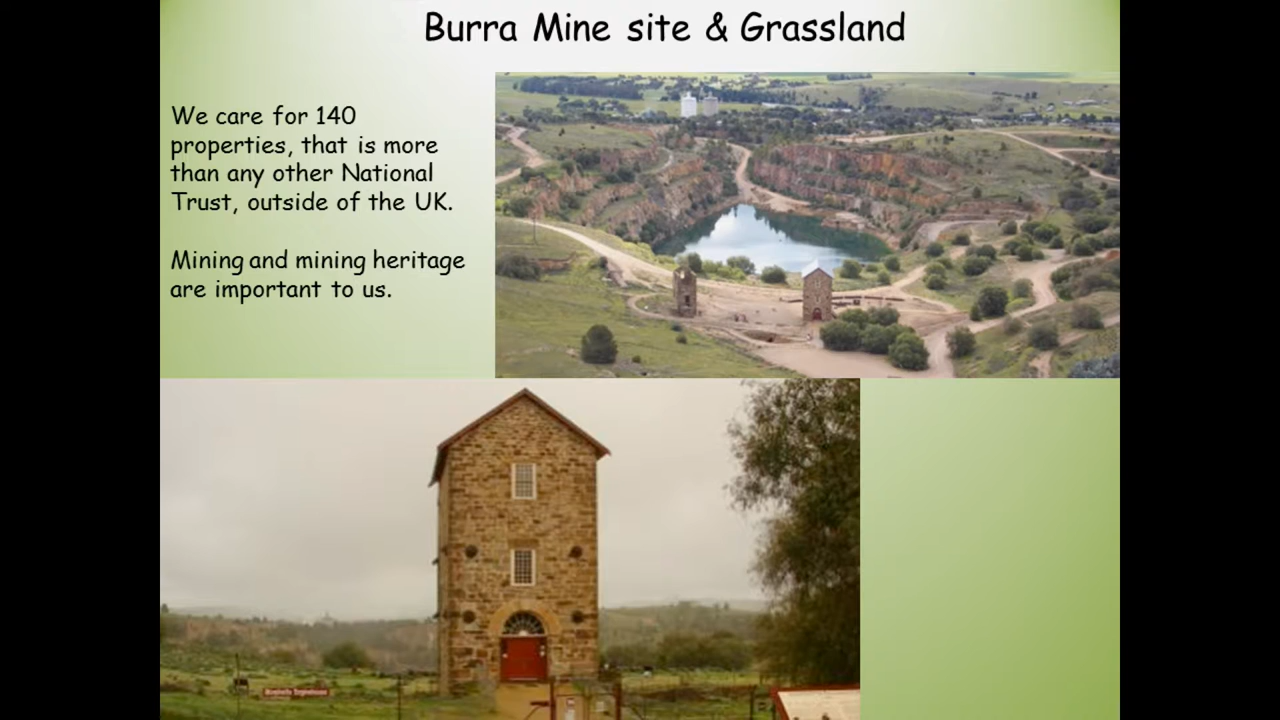 Burra Mine site & Grassland
We care for 140
properties, that is more
than any other National
Trust, outside of the UK.
Mining and mining heritage
are important to us.